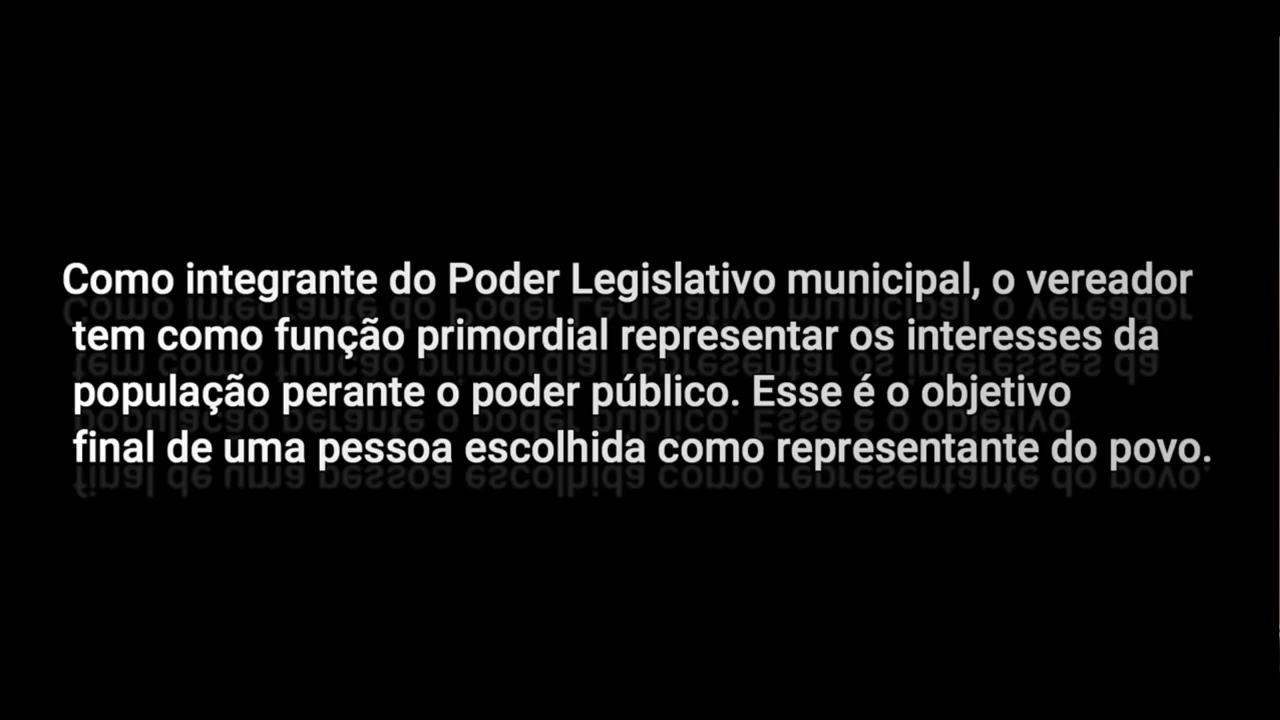 Como integrante do Poder Legislativo municipal, o vereador
tem como função primordial representar os interesses da
população perante o poder público. Esse é o objetivo
final de uma pessoa escolhida como representante do povo.